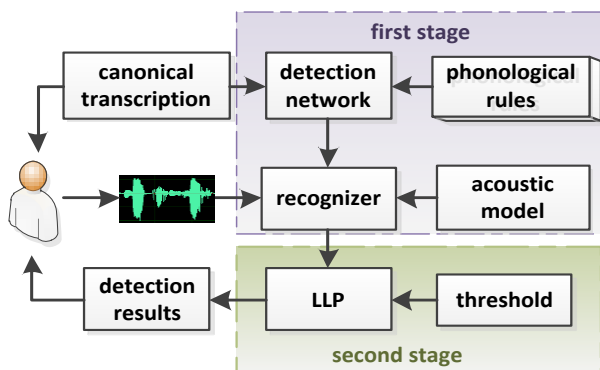 first stage
canonical
transcription
detection
network
phonological
rules
recognizer
acoustic
model
detection
results
LLP
threshold
second stage